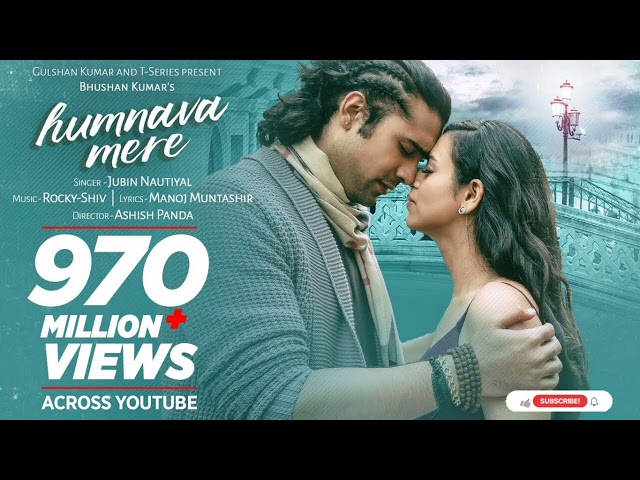 Gulshan Kumar and T-Series present
Bhushan Kumar's
humnava
mere
Singer - Jubin Nautiyal
Music - Rocky-Shiv | Lyrics - Manoj Muntashir
Director - Ashish Panda
970
MILLION+
VIEWS
ACROSS YOUTUBE
SUBSCRIBE!